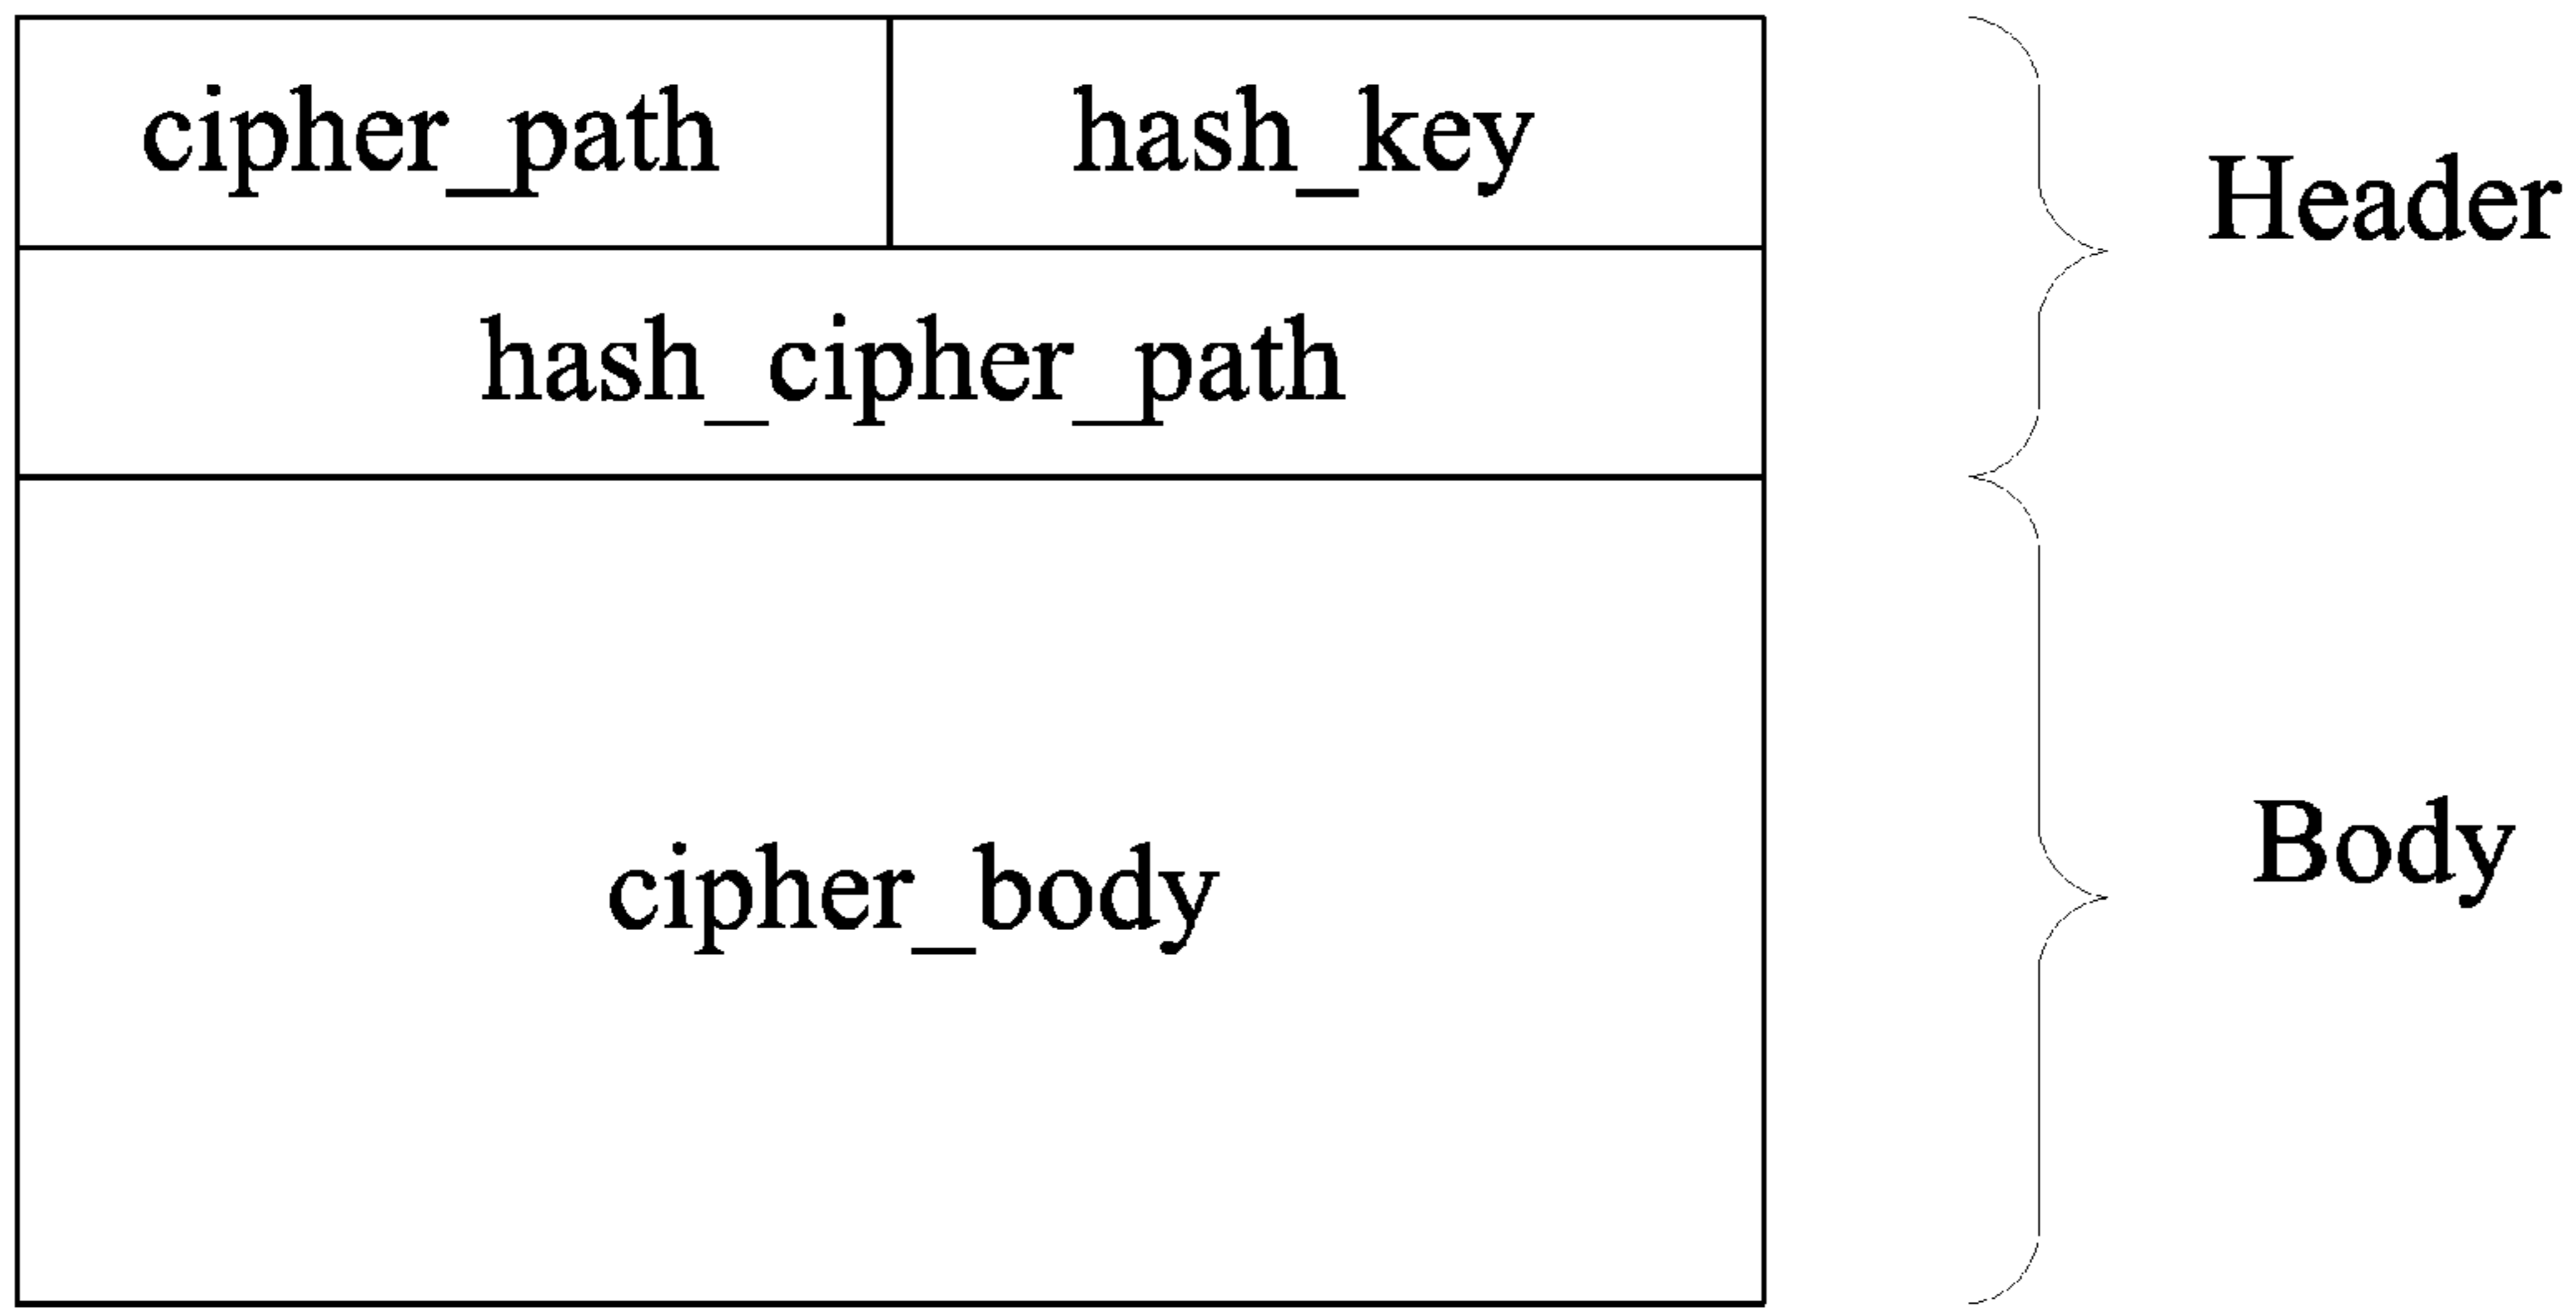 cipher_path
hash_key
Header
hash_cipher_path
cipher_body
Body